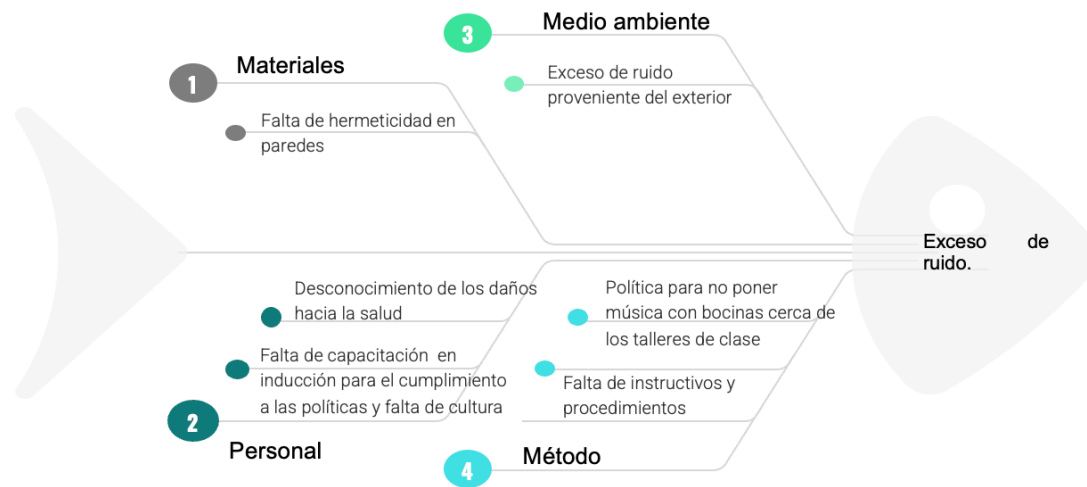 3
Medio ambiente
Exceso de ruido
proveniente del exterior
1
Materiales
Falta de hermeticidad en
paredes
Exceso de
ruido.
Desconocimiento de los daños
hacia la salud
Falta de capacitación en
inducción para el cumplimiento
a las políticas y falta de cultura
2
Personal
Política para no poner
música con bocinas cerca de
los talleres de clase
Falta de instructivos y
procedimientos
4
Método